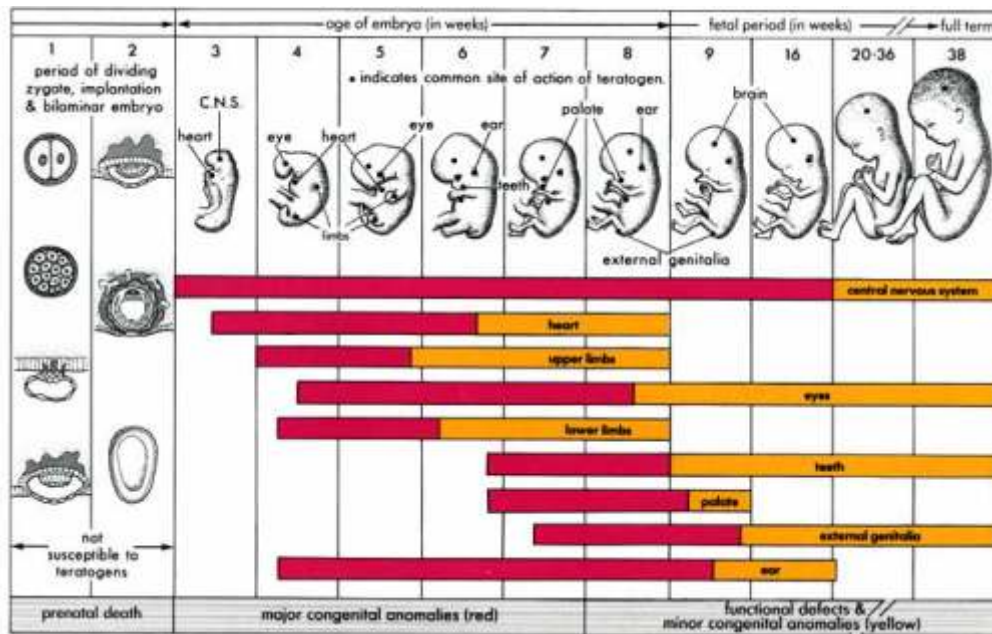 age of embryo (in weeks)
fetal period (in weeks)
full term
1
2
3
4
5
6
7
8
9
16
20-36
38
period of dividing
zygate, implantation
& bilaminar embryo
• indicates common site of action of teratogen.
C.N.S.
heart
eye
heart
limbs
eye
ear
teeth
palate
ear
brain
external genitalia
central nervous system
heart
upper limbs
eyes
lower limbs
teeth
palate
external genitalia
ear
not
susceptible to
teratogens
prenatal death
major congenital anomalies (red)
functional defects &
minor congenital anomalies (yellow)